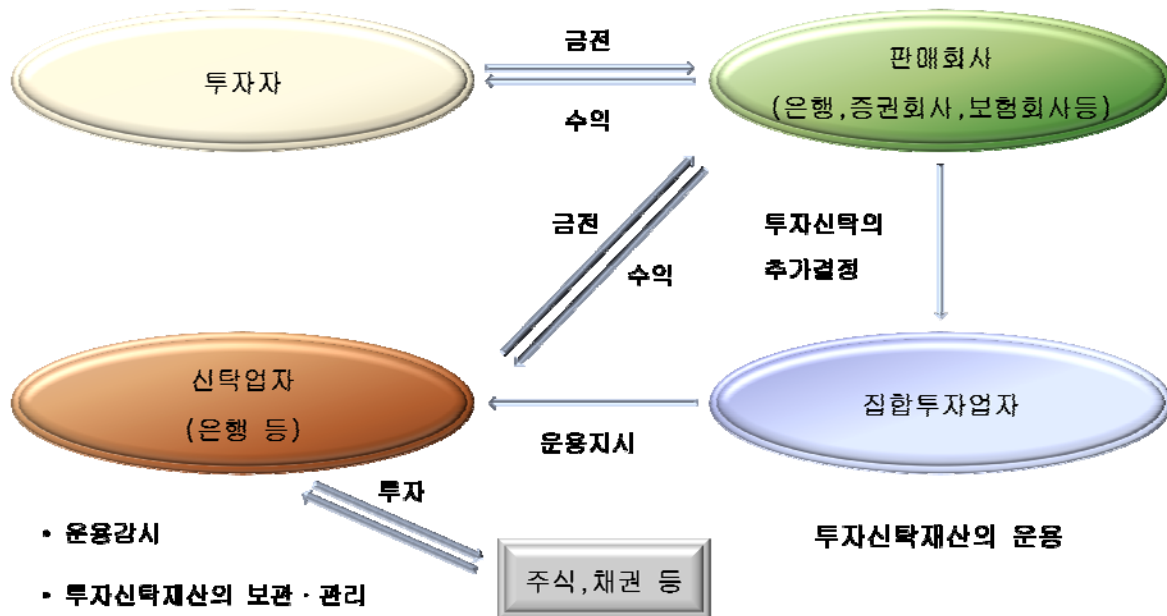 금전
투자자
판매회사
(은행,증권회사,보험회사등)
수익
금전
수익
투자신탁의
추가결정
신탁업자
(은행 등)
집합투자업자
운용지시
투자
• 운용감시
• 투자신탁재산의 보관·관리
주식,채권 등
투자신탁재산의 운용